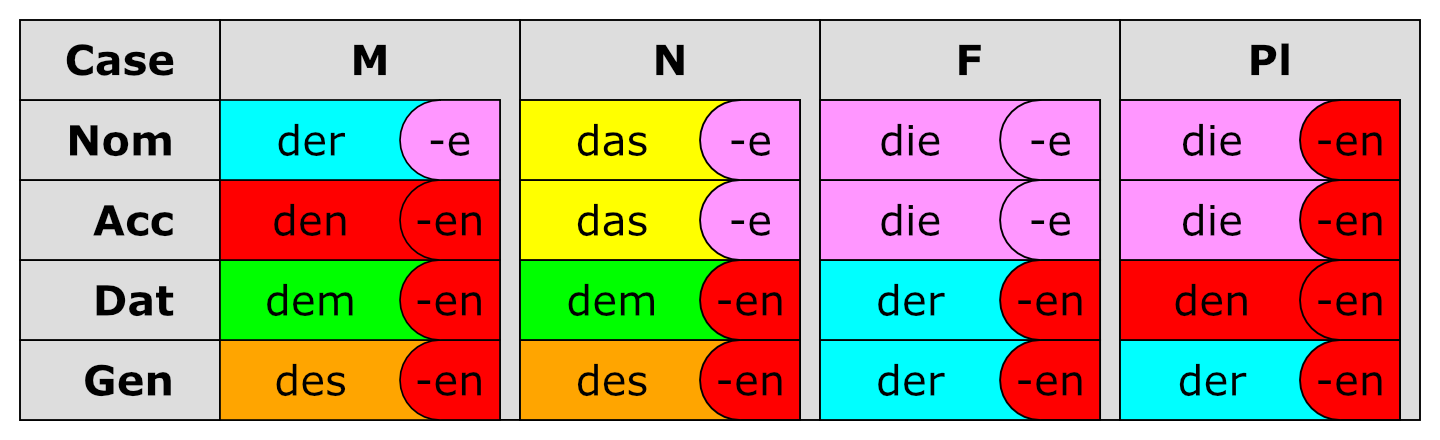 Case M N F Pl
Nom der -e das -e die -e die -en
Acc den -en das -e die -e die -en
Dat dem -en dem -en der -en den -en
Gen des -en des -en der -en der -en